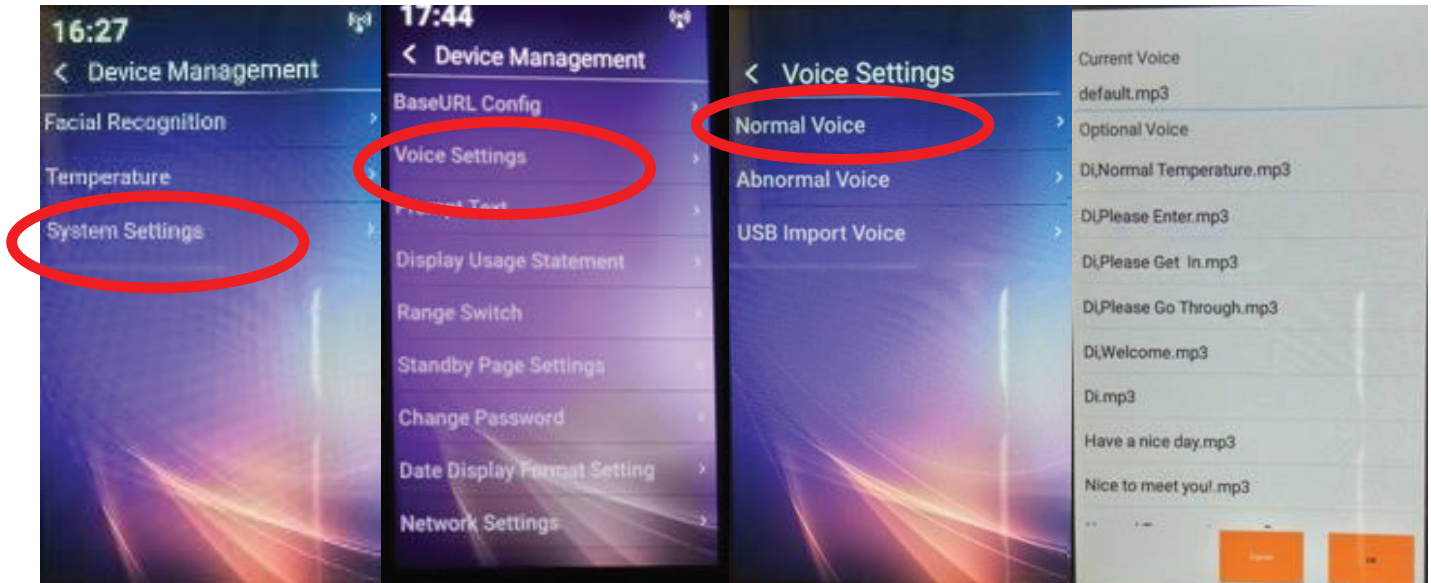 16:27
< Device Management
Facial Recognition
Temperature
System Settings
17:44
< Device Management
BaseURL Config
Voice Settings
Prompt Text
Display Usage Statement
Range Switch
Standby Page Settings
Change Password
Date Display Format Setting
Network Settings
< Voice Settings
Normal Voice
Abnormal Voice
USB Import Voice
Current Voice
default.mp3
Optional Voice
Di,Normal Temperature.mp3
Di,Please Enter.mp3
Di,Please Get In.mp3
Di,Please Go Through.mp3
Di,Welcome.mp3
Di.mp3
Have a nice day.mp3
Nice to meet you!.mp3